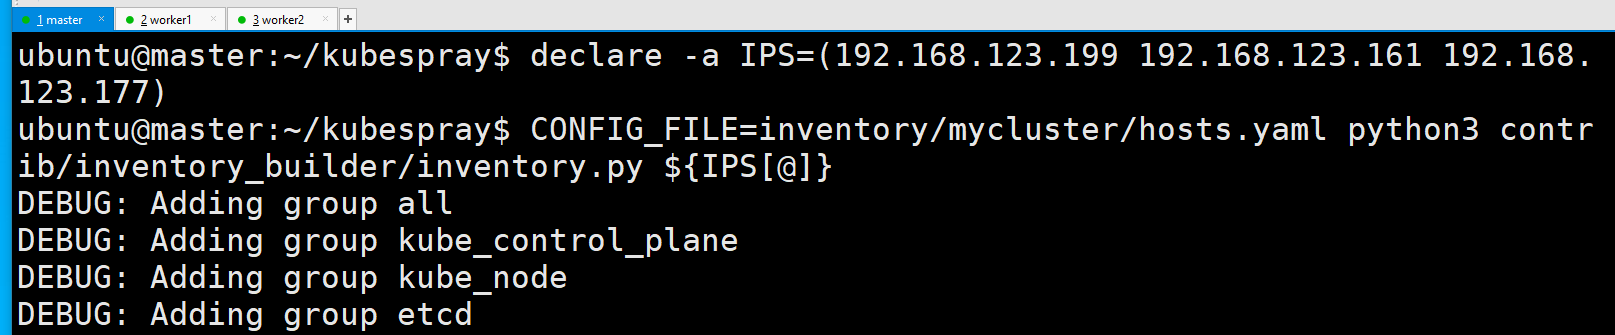 1 master × 2 worker1 × 3 worker2 × +
ubuntu@master:~/kubespray$ declare -a IPS=(192.168.123.199 192.168.123.161 192.168.
123.177)
ubuntu@master:~/kubespray$ CONFIG_FILE=inventory/mycluster/hosts.yaml python3 contr
ib/inventory_builder/inventory.py ${IPS[@]}
DEBUG: Adding group all
DEBUG: Adding group kube_control_plane
DEBUG: Adding group kube_node
DEBUG: Adding group etcd